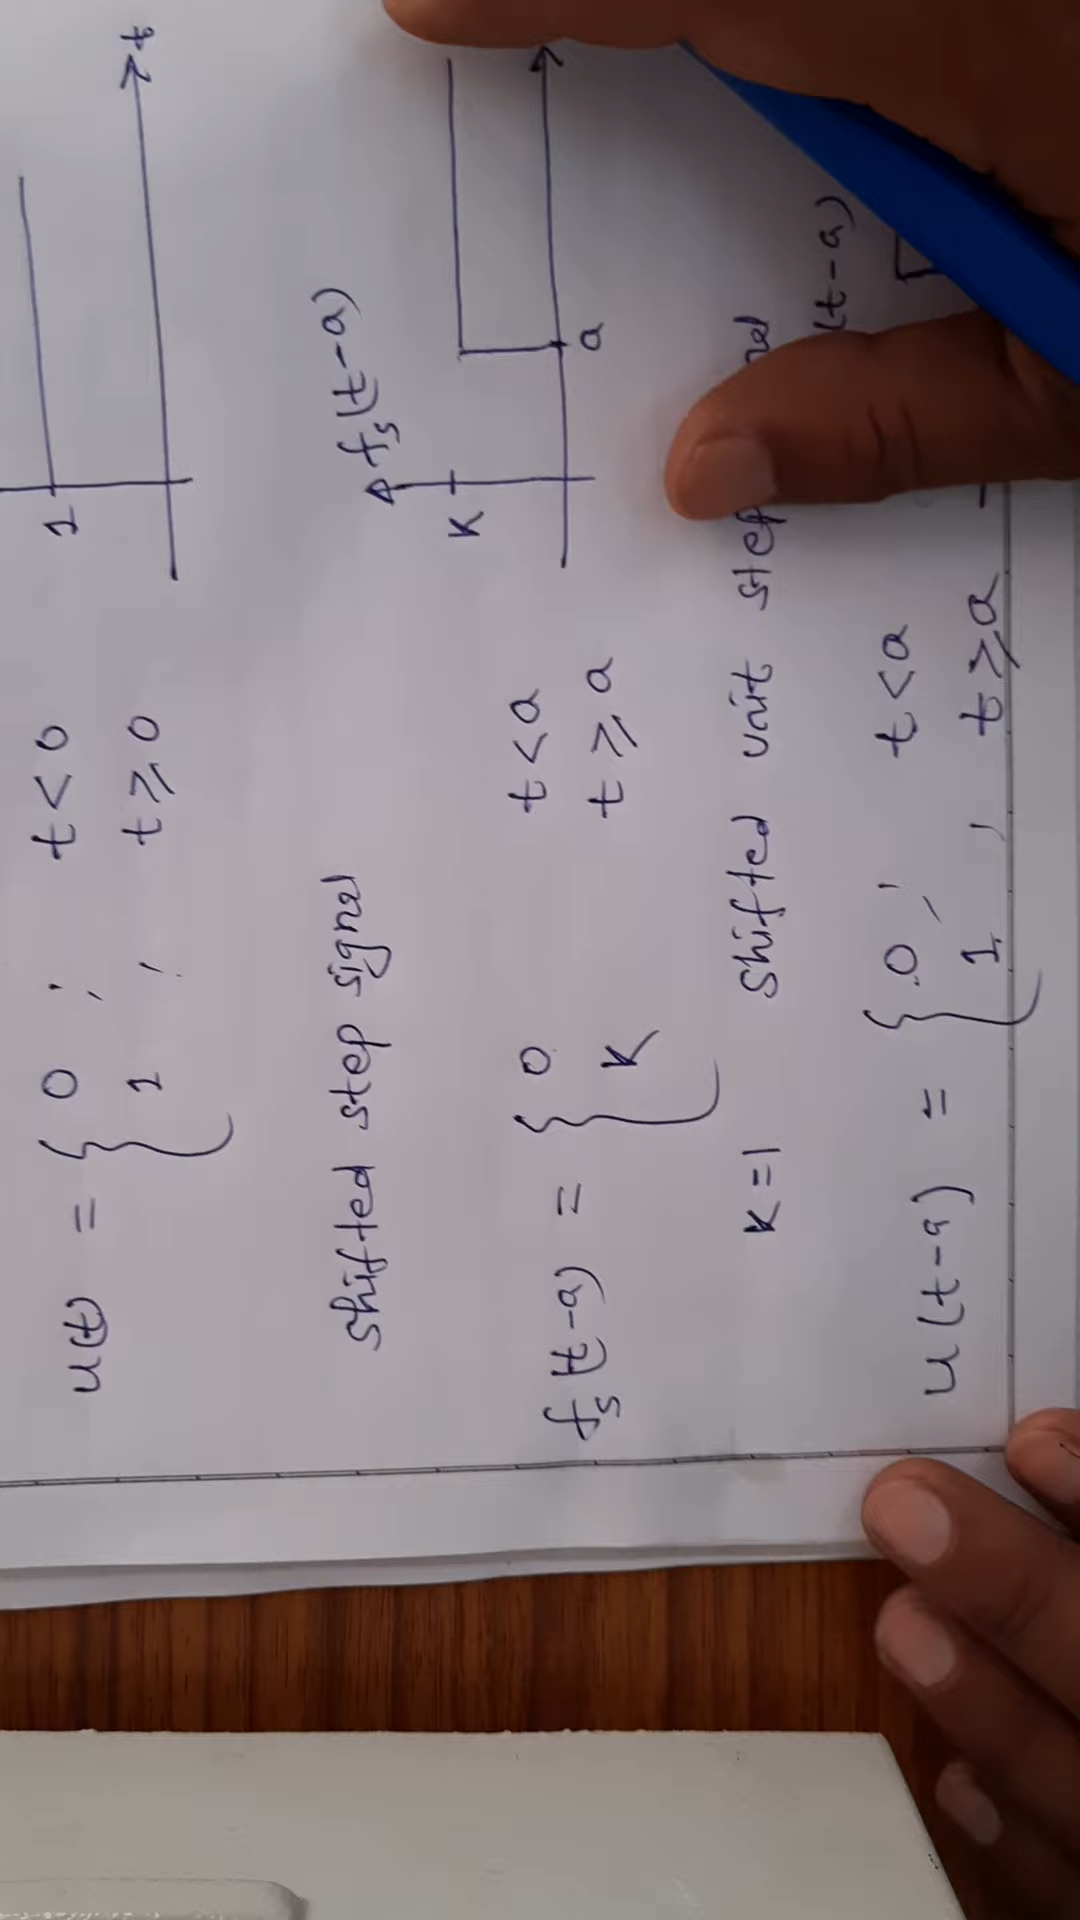 u(t) = { 0 ; t < 0
1 ; t ≥ 0
1
t
shifted step signal
fs(t-a)
fs(t-a) = { 0 t < a
K t ≥ a
K
a
K=1 shifted unit step
u(t-a) = { 0 ; t < a
1 , t ≥ a
(t-a)